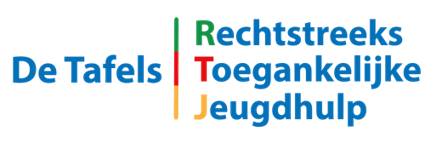 De Tafels
Rechtstreeks
Toegankelijke
Jeugdhulp